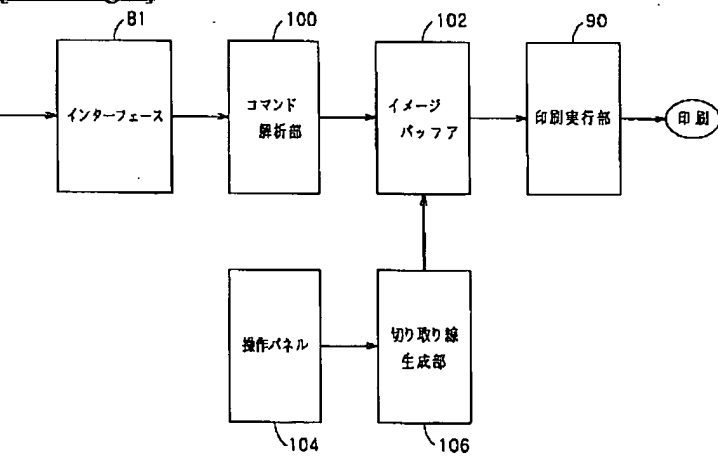 81
100
102
90
インターフェース
コマンド
解析部
イメージ
バッファ
印刷実行部
印刷
操作パネル
切り取り線
生成部
104
106